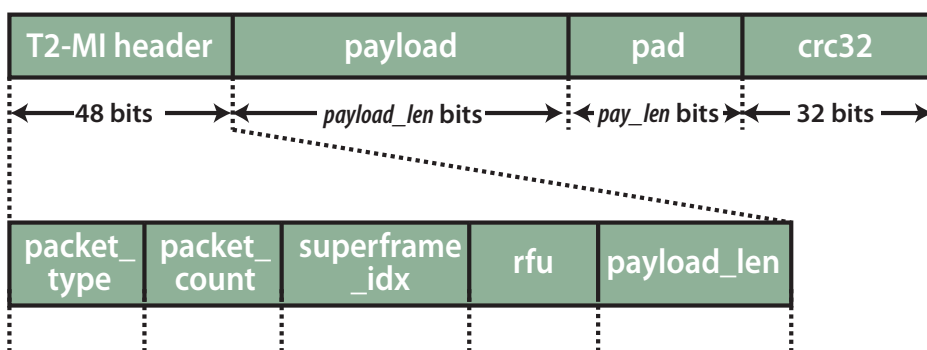 T2-MI header payload pad crc32
48 bits payload_len bits pay_len bits 32 bits
packet_ packet_ superframe rfu payload_len
type count _idx